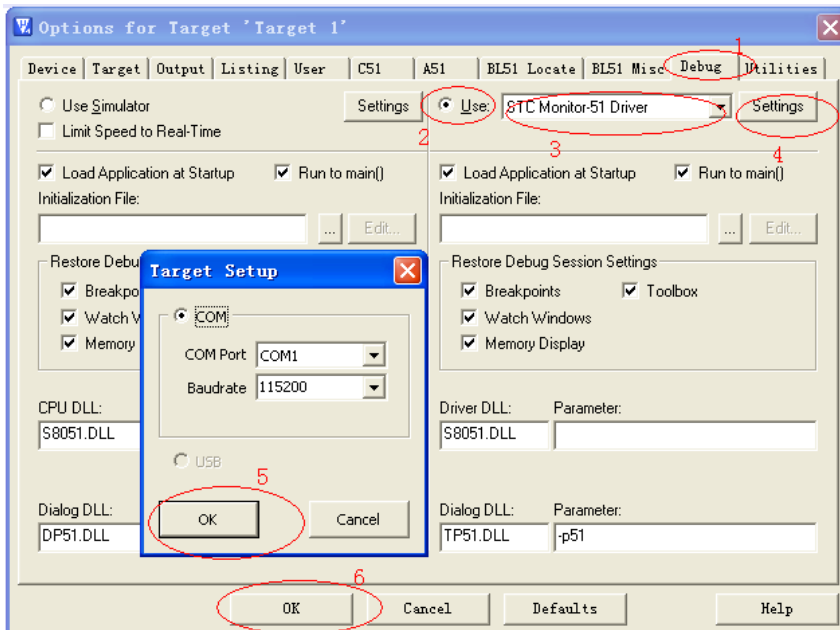 Options for Target 'Target 1'
1
Device Target Output Listing User C51 A51 BL51 Locate BL51 Misc Debug Utilities
Use Simulator Settings Use: STC Monitor-51 Driver Settings
Limit Speed to Real-Time
2 3 4
Load Application at Startup Run to main() Load Application at Startup Run to main()
Initialization File: Initialization File:
... Edit... ... Edit...
Restore Debu Restore Debug Session Settings
Breakpo Breakpoints Toolbox
Watch W Watch Windows
Memory Memory Display
Target Setup
COM
COM Port COM1
Baudrate 115200
USB
5
OK Cancel
CPU DLL: Driver DLL: Parameter:
S8051.DLL S8051.DLL
Dialog DLL: Dialog DLL: Parameter:
DP51.DLL TP51.DLL -p51
6
OK Cancel Defaults Help